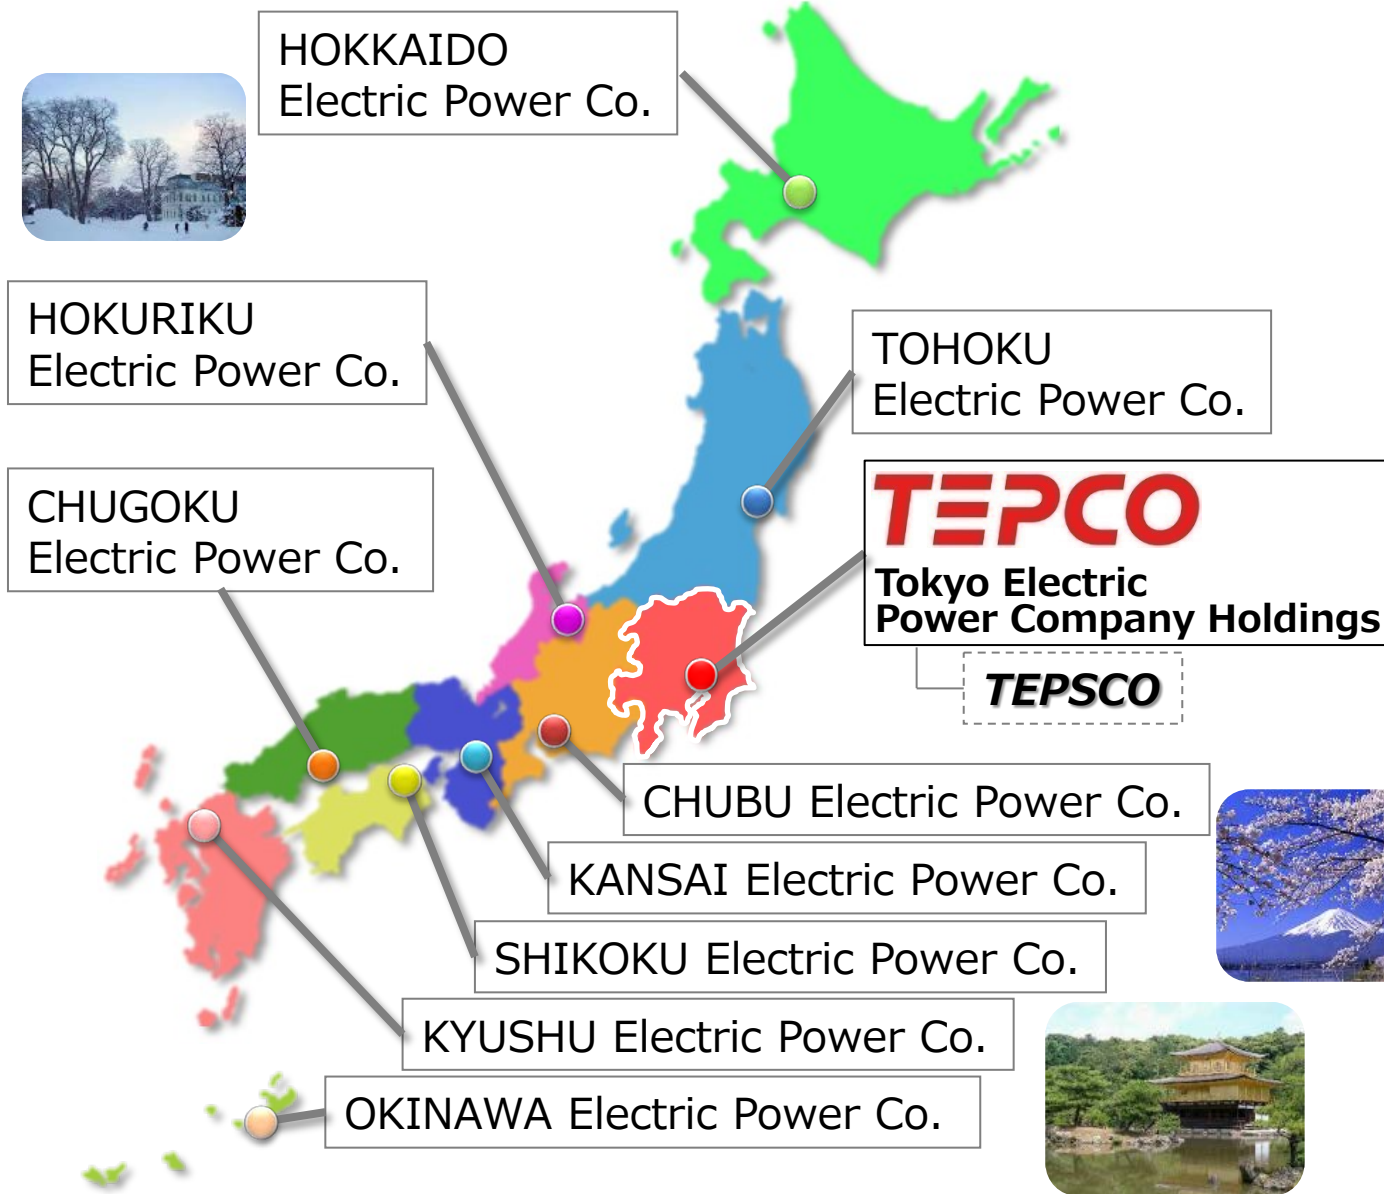 HOKKAIDO
Electric Power Co.
HOKURIKU
Electric Power Co.
TOHOKU
Electric Power Co.
CHUGOKU
Electric Power Co.
TEPCO
Tokyo Electric
Power Company Holdings
TEPSCO
CHUBU Electric Power Co.
KANSAI Electric Power Co.
SHIKOKU Electric Power Co.
KYUSHU Electric Power Co.
OKINAWA Electric Power Co.